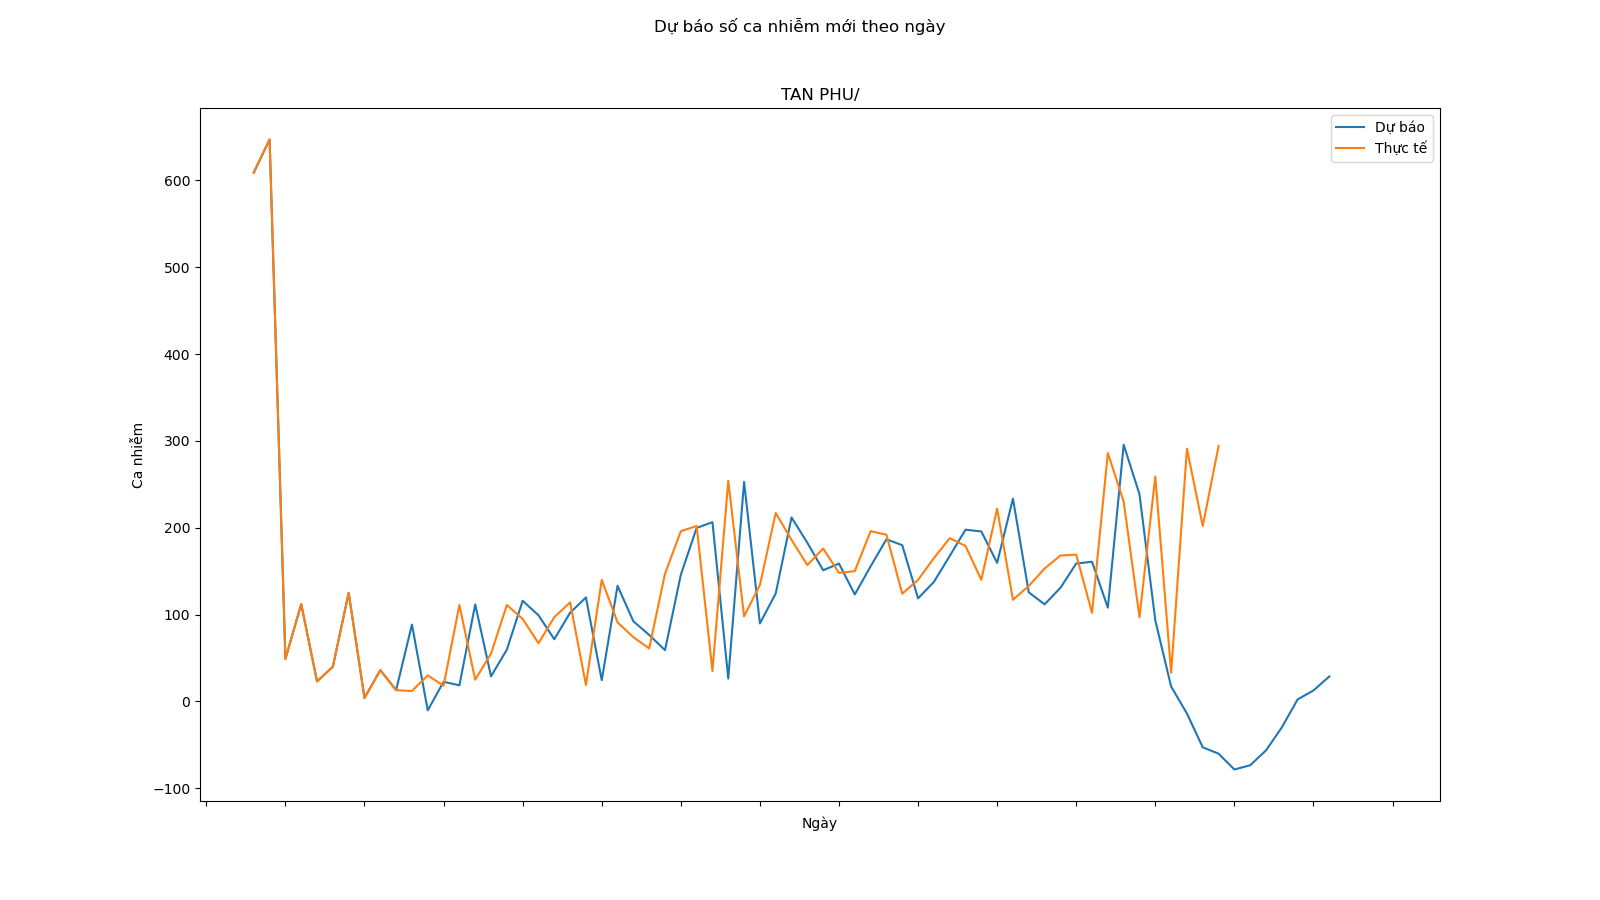 Dự báo số ca nhiễm mới theo ngày
TAN PHU/
Dự báo
Thực tế
600
500
400
300
200
100
0
−100
Ca nhiễm
Ngày